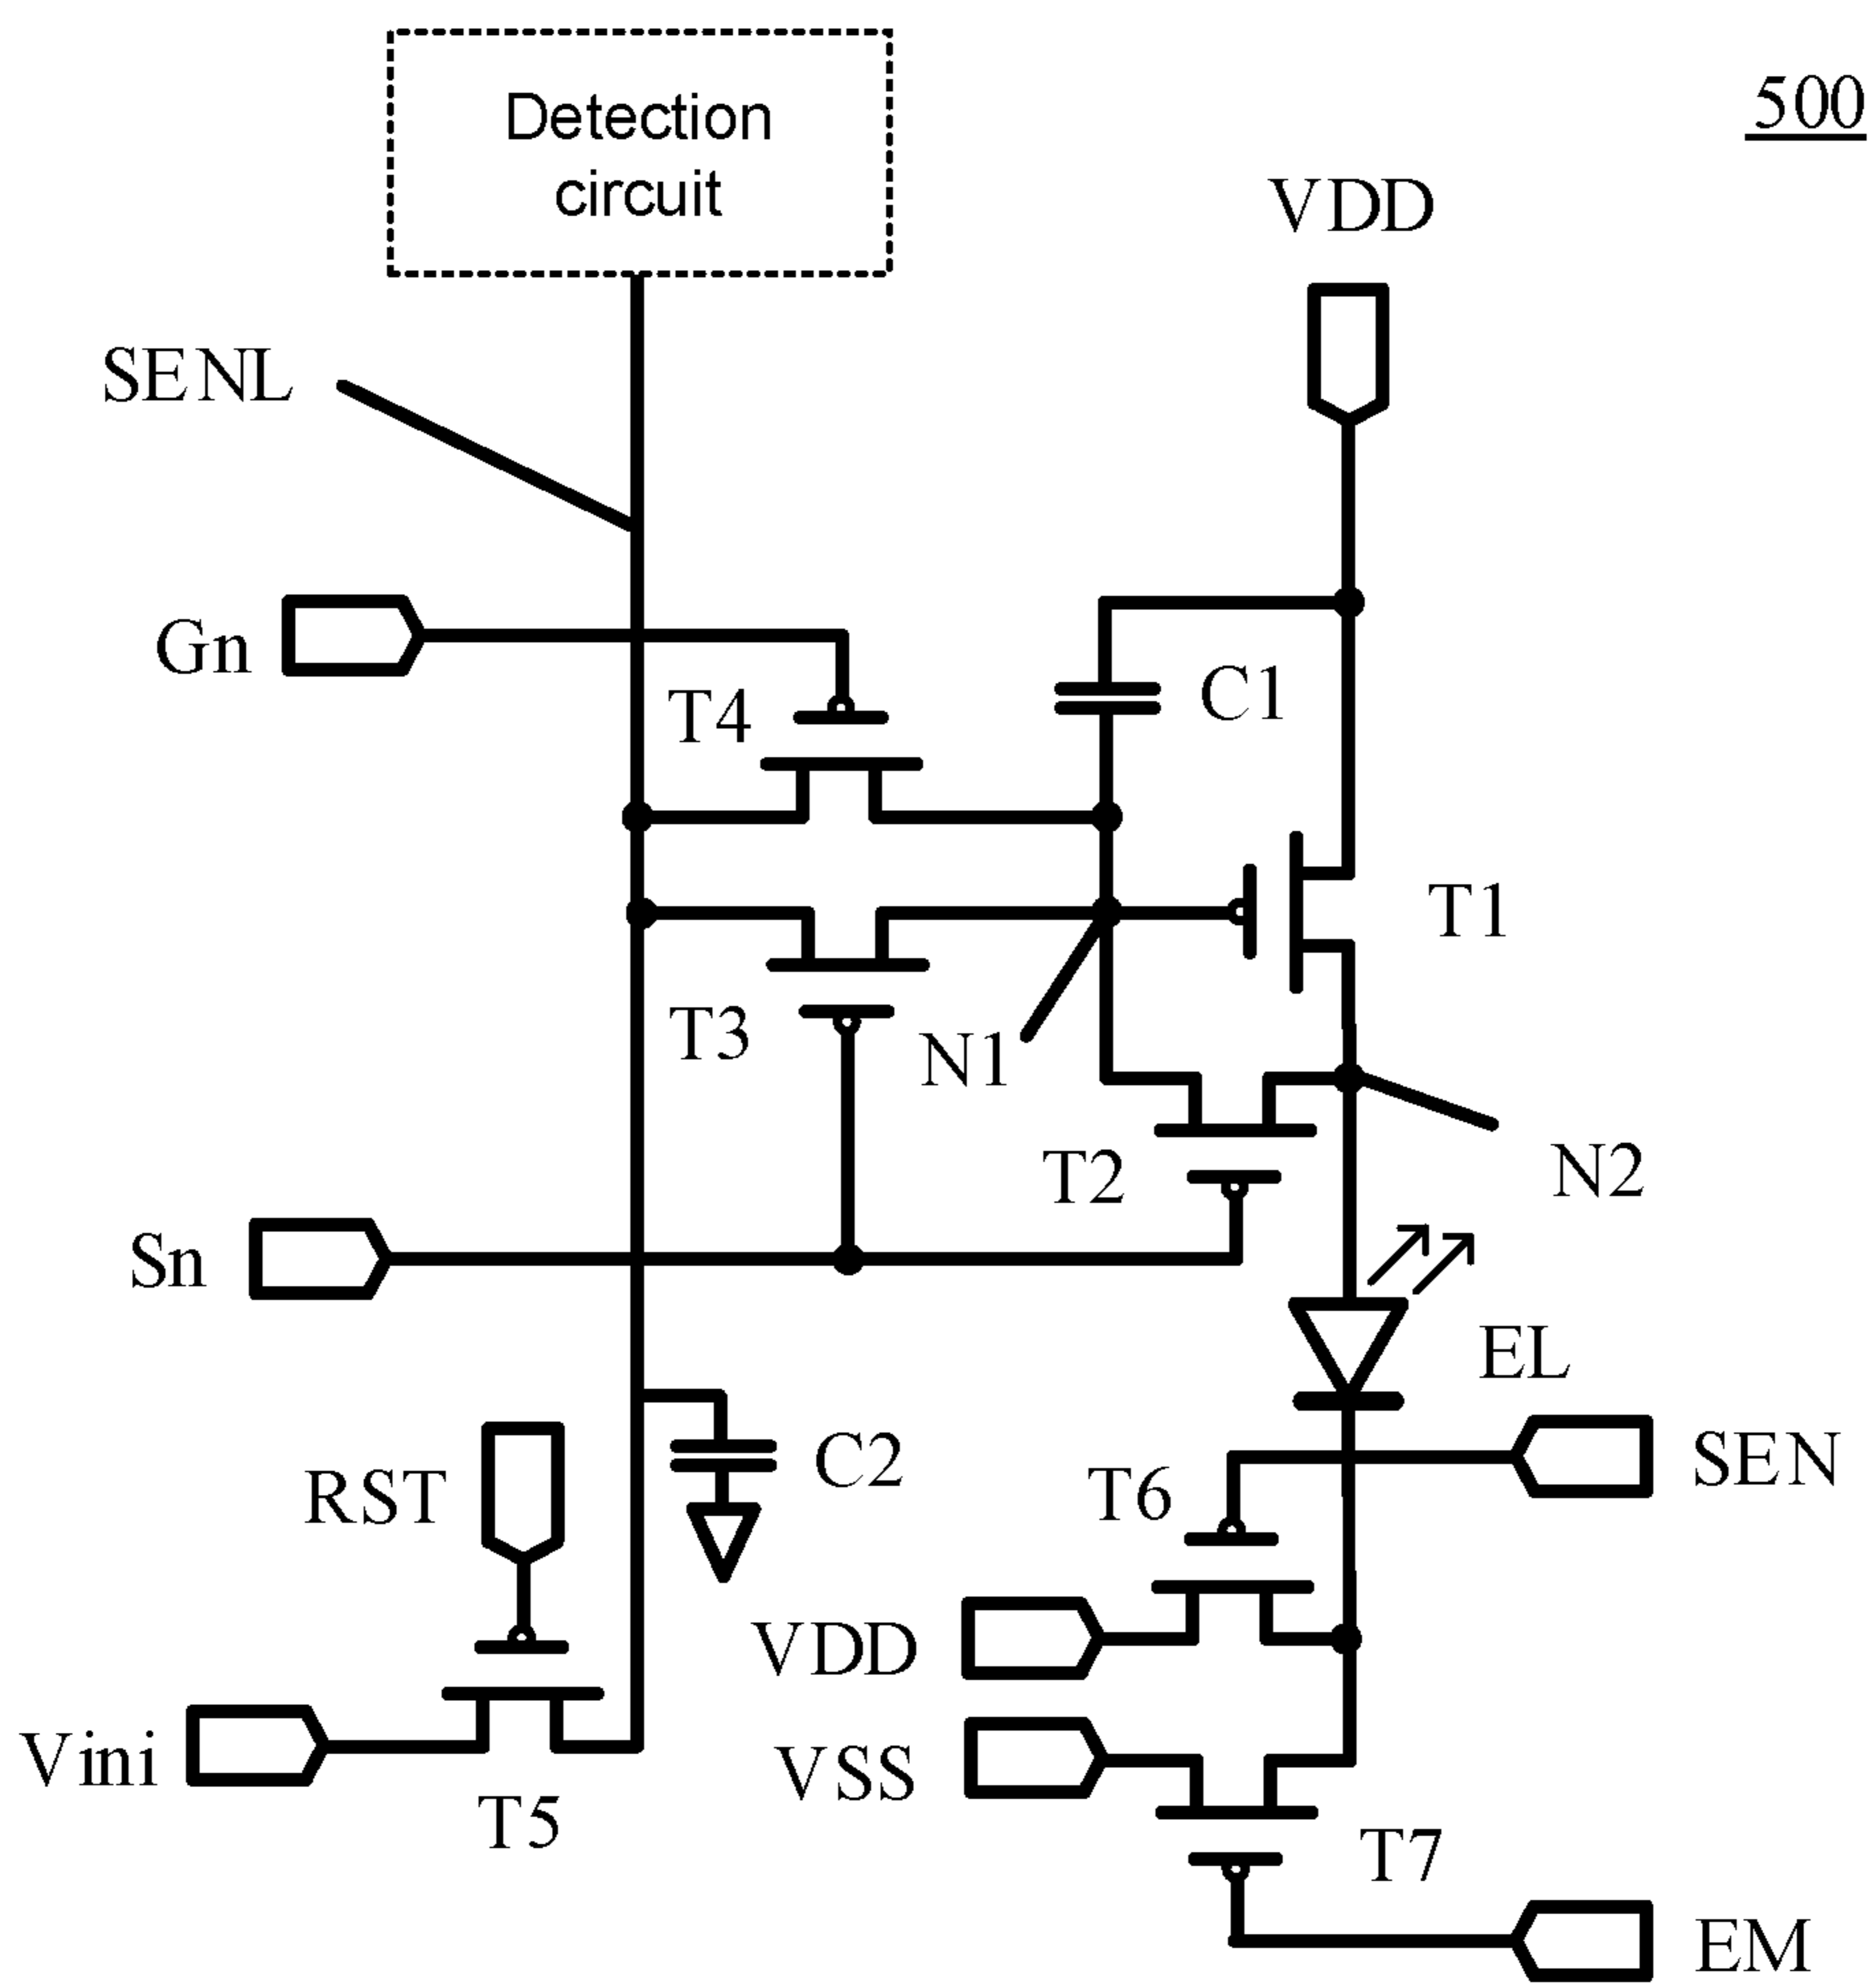 Detection
circuit
500
VDD
SENL
Gn
T4
C1
T1
T3
N1
T2
N2
Sn
EL
SEN
C2
T6
RST
VDD
VSS
Vini
T5
T7
EM